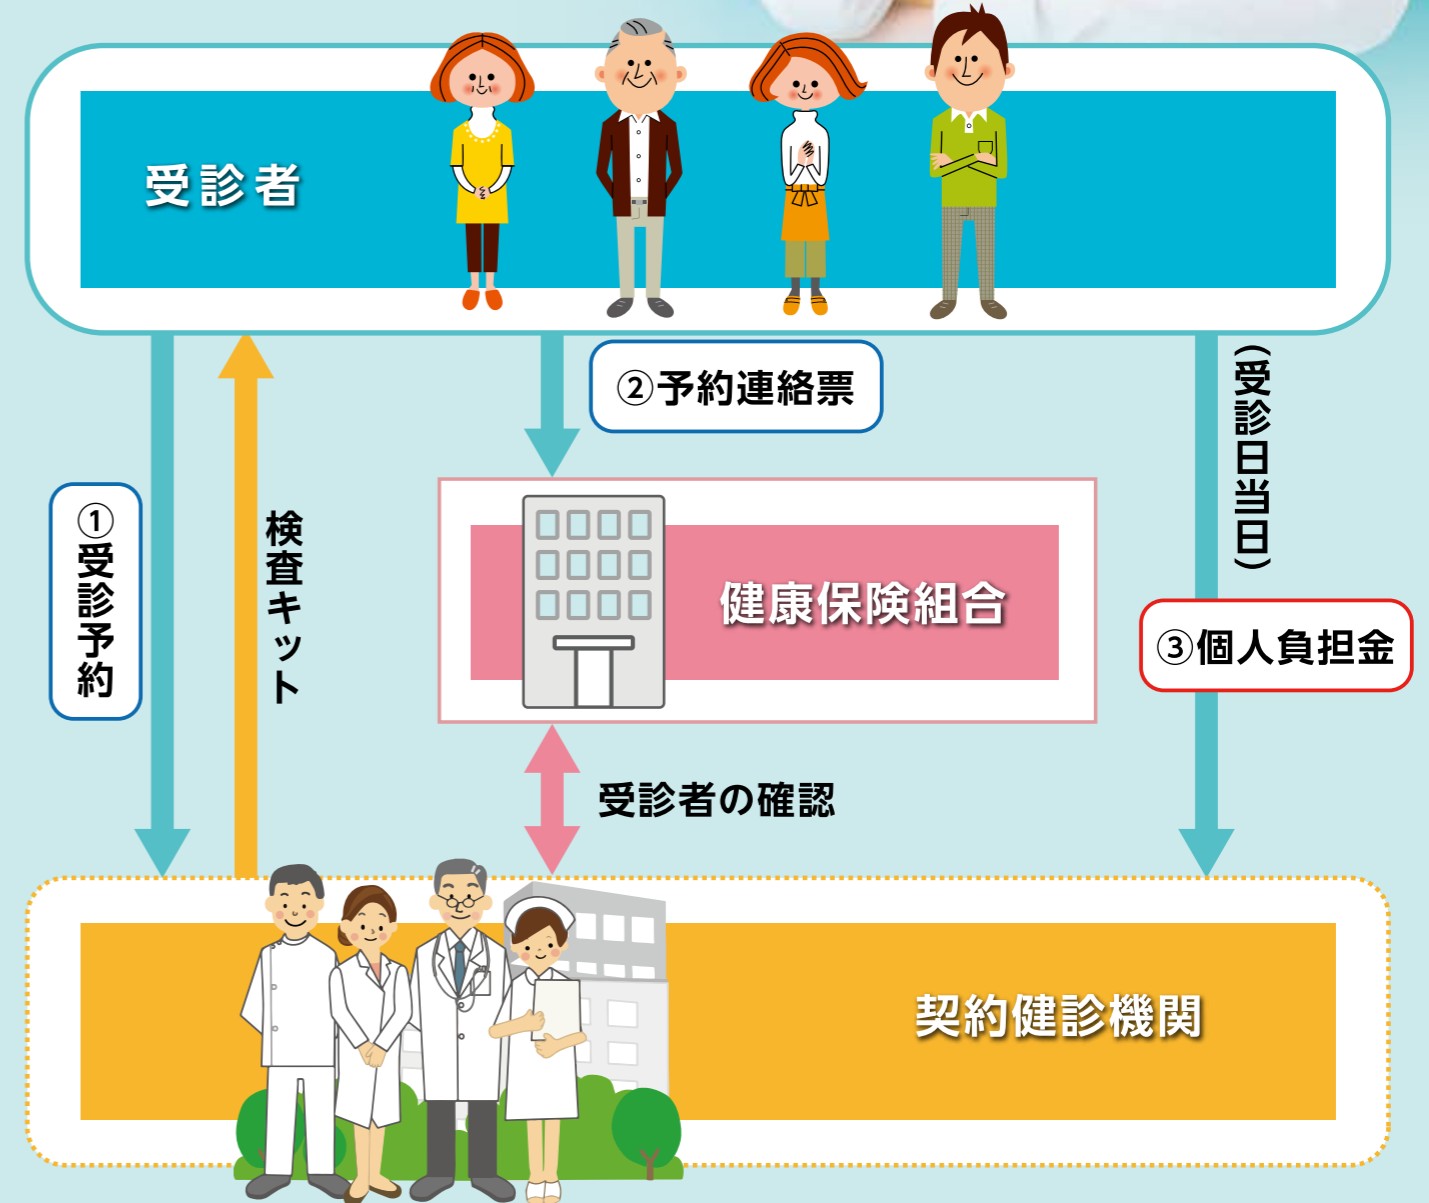 受診者
②予約連絡票
(受診日当日)
①受診予約
検査キット
健康保険組合
③個人負担金
受診者の確認
契約健診機関